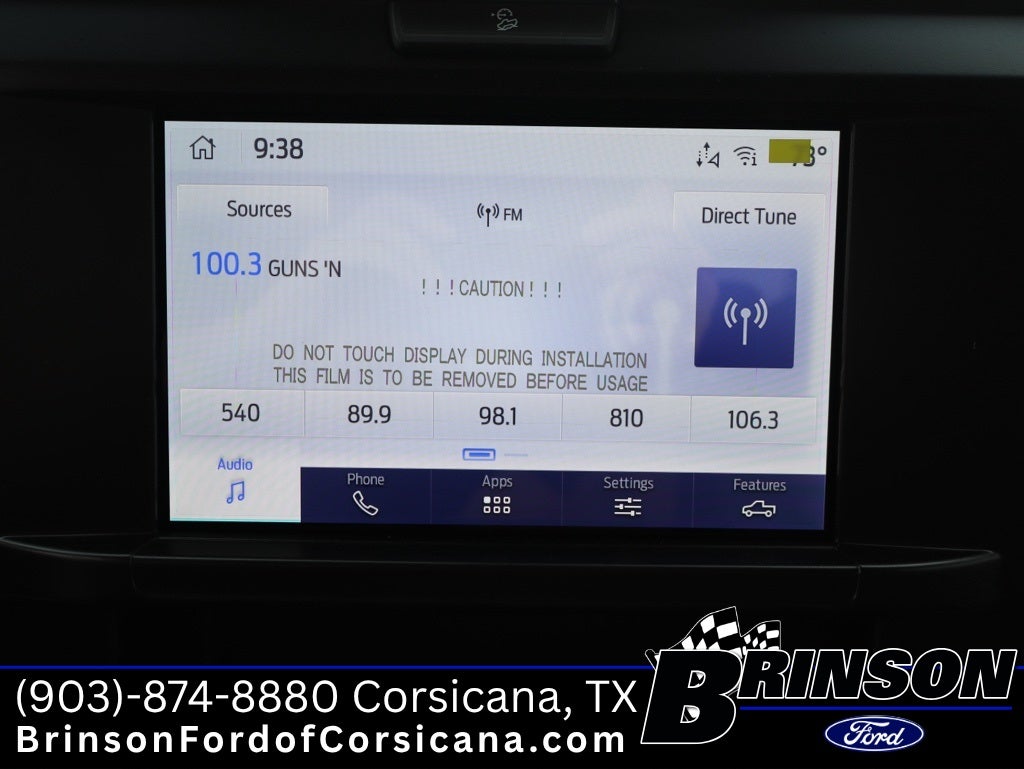 9:38
Sources
FM
Direct Tune
100.3 GUNS 'N
! ! ! CAUTION ! ! !
DO NOT TOUCH DISPLAY DURING INSTALLATION
THIS FILM IS TO BE REMOVED BEFORE USAGE
540 89.9 98.1 810 106.3
Audio Phone Apps Settings Features
(903)-874-8880 Corsicana, TX
BrinsonFordofCorsicana.com
BRINSON
Ford